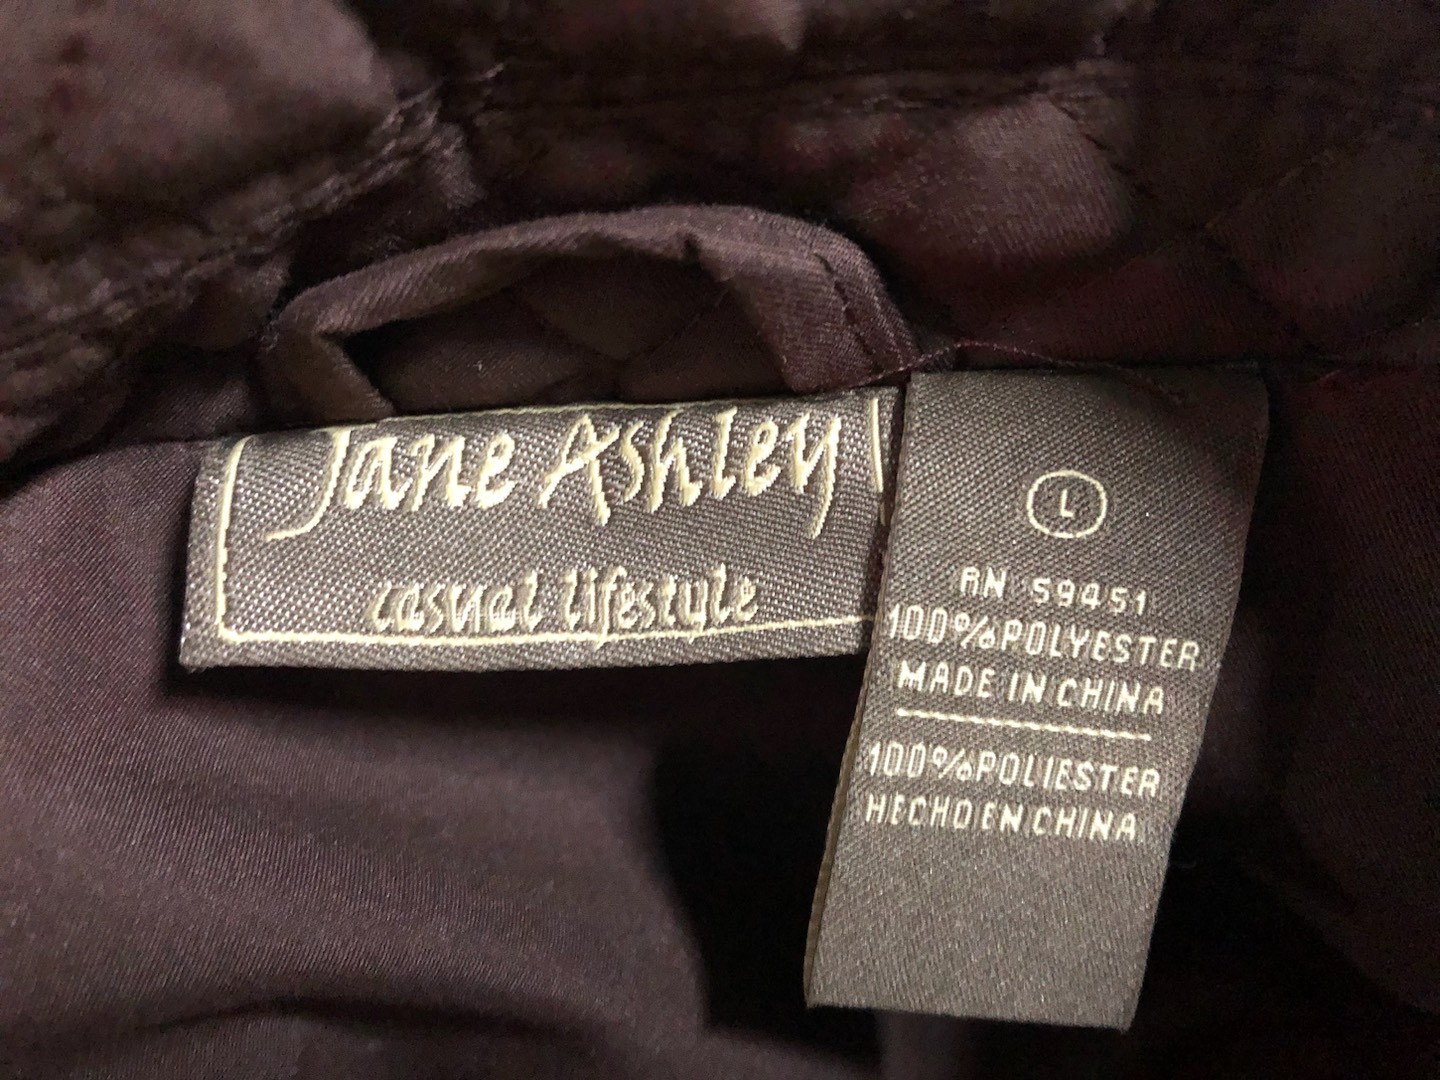 Jane Ashley
casual lifestyle
L
RN 59451
100%POLYESTER
MADE IN CHINA
100%POLIESTER
HECHO EN CHINA